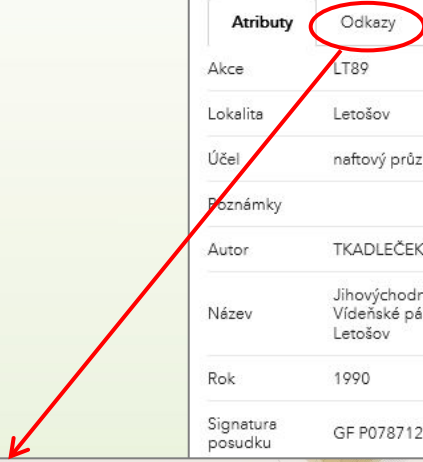 Atributy Odkazy
Akce LT89
Lokalita Letošov
Účel naftový průz
Poznámky
Autor TKADLEČEK
Jihovýchodn
Název Vídeňské pá
Letošov
Rok 1990
Signatura
posudku GF P078712